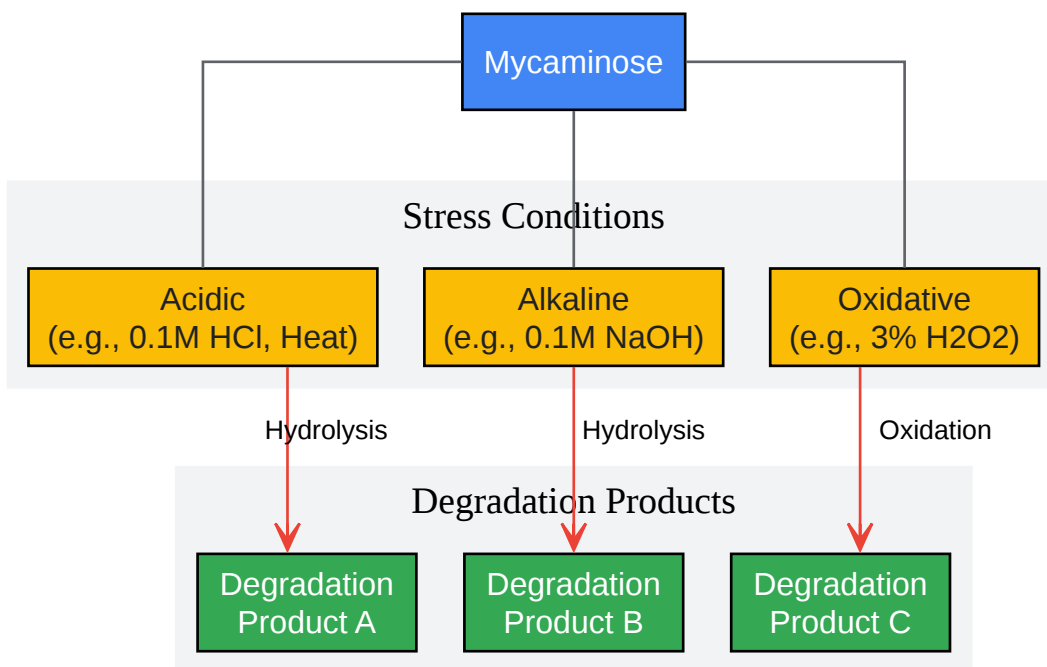 Mycaminose
Stress Conditions
Acidic
(e.g., 0.1M HCl, Heat)
Alkaline
(e.g., 0.1M NaOH)
Oxidative
(e.g., 3% H2O2)
Hydrolysis
Hydrolysis
Oxidation
Degradation Products
Degradation
Product A
Degradation
Product B
Degradation
Product C